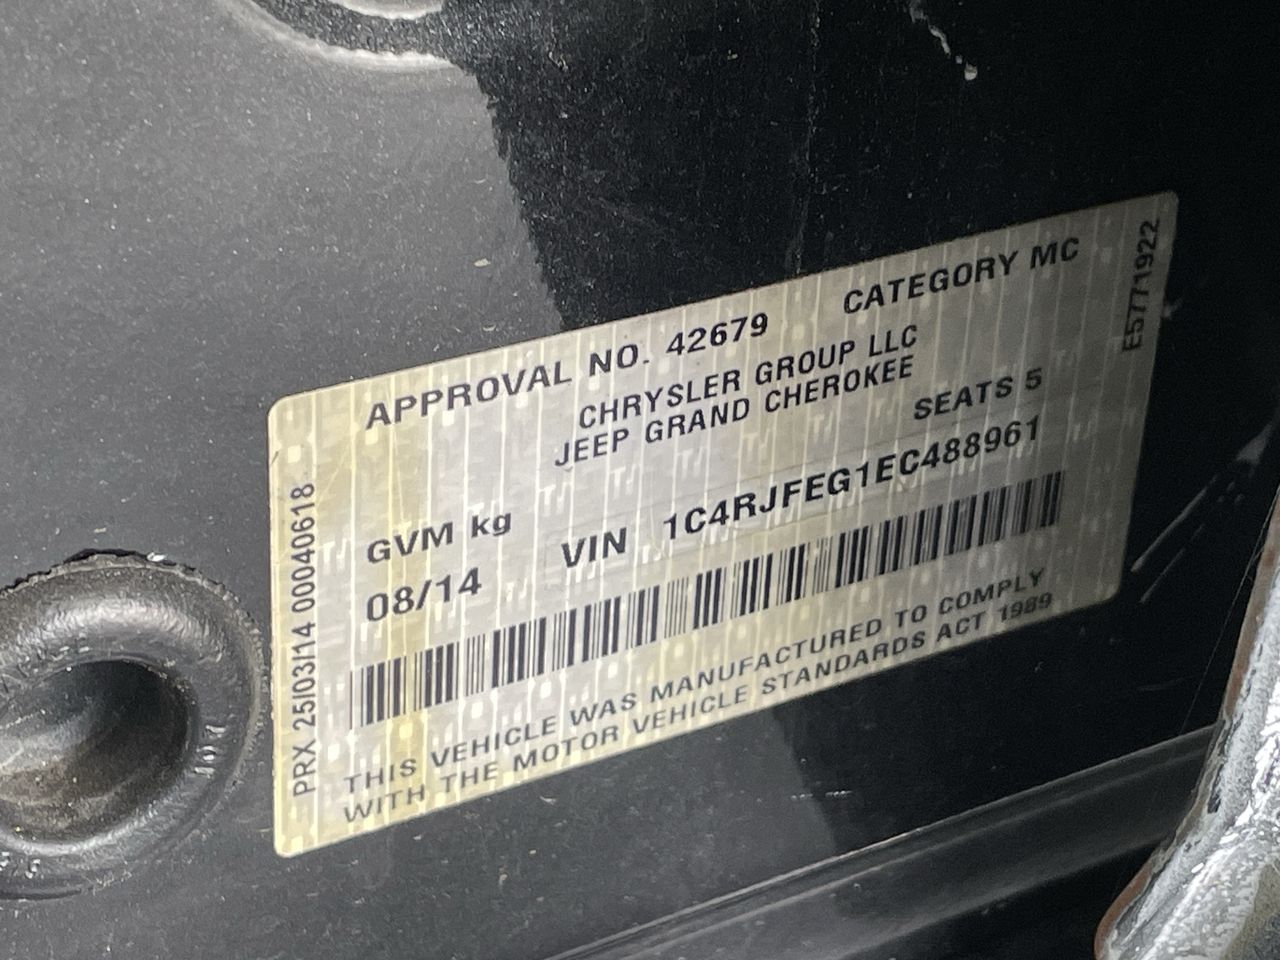 APPROVAL NO. 42679 CATEGORY MC
CHRYSLER GROUP LLC
JEEP GRAND CHEROKEE
SEATS 5
GVM kg
08/14 VIN 1C4RJFEG1EC488961
THIS VEHICLE WAS MANUFACTURED TO COMPLY
WITH THE MOTOR VEHICLE STANDARDS ACT 1989
PRX 25/03/14 00040618
E5771922